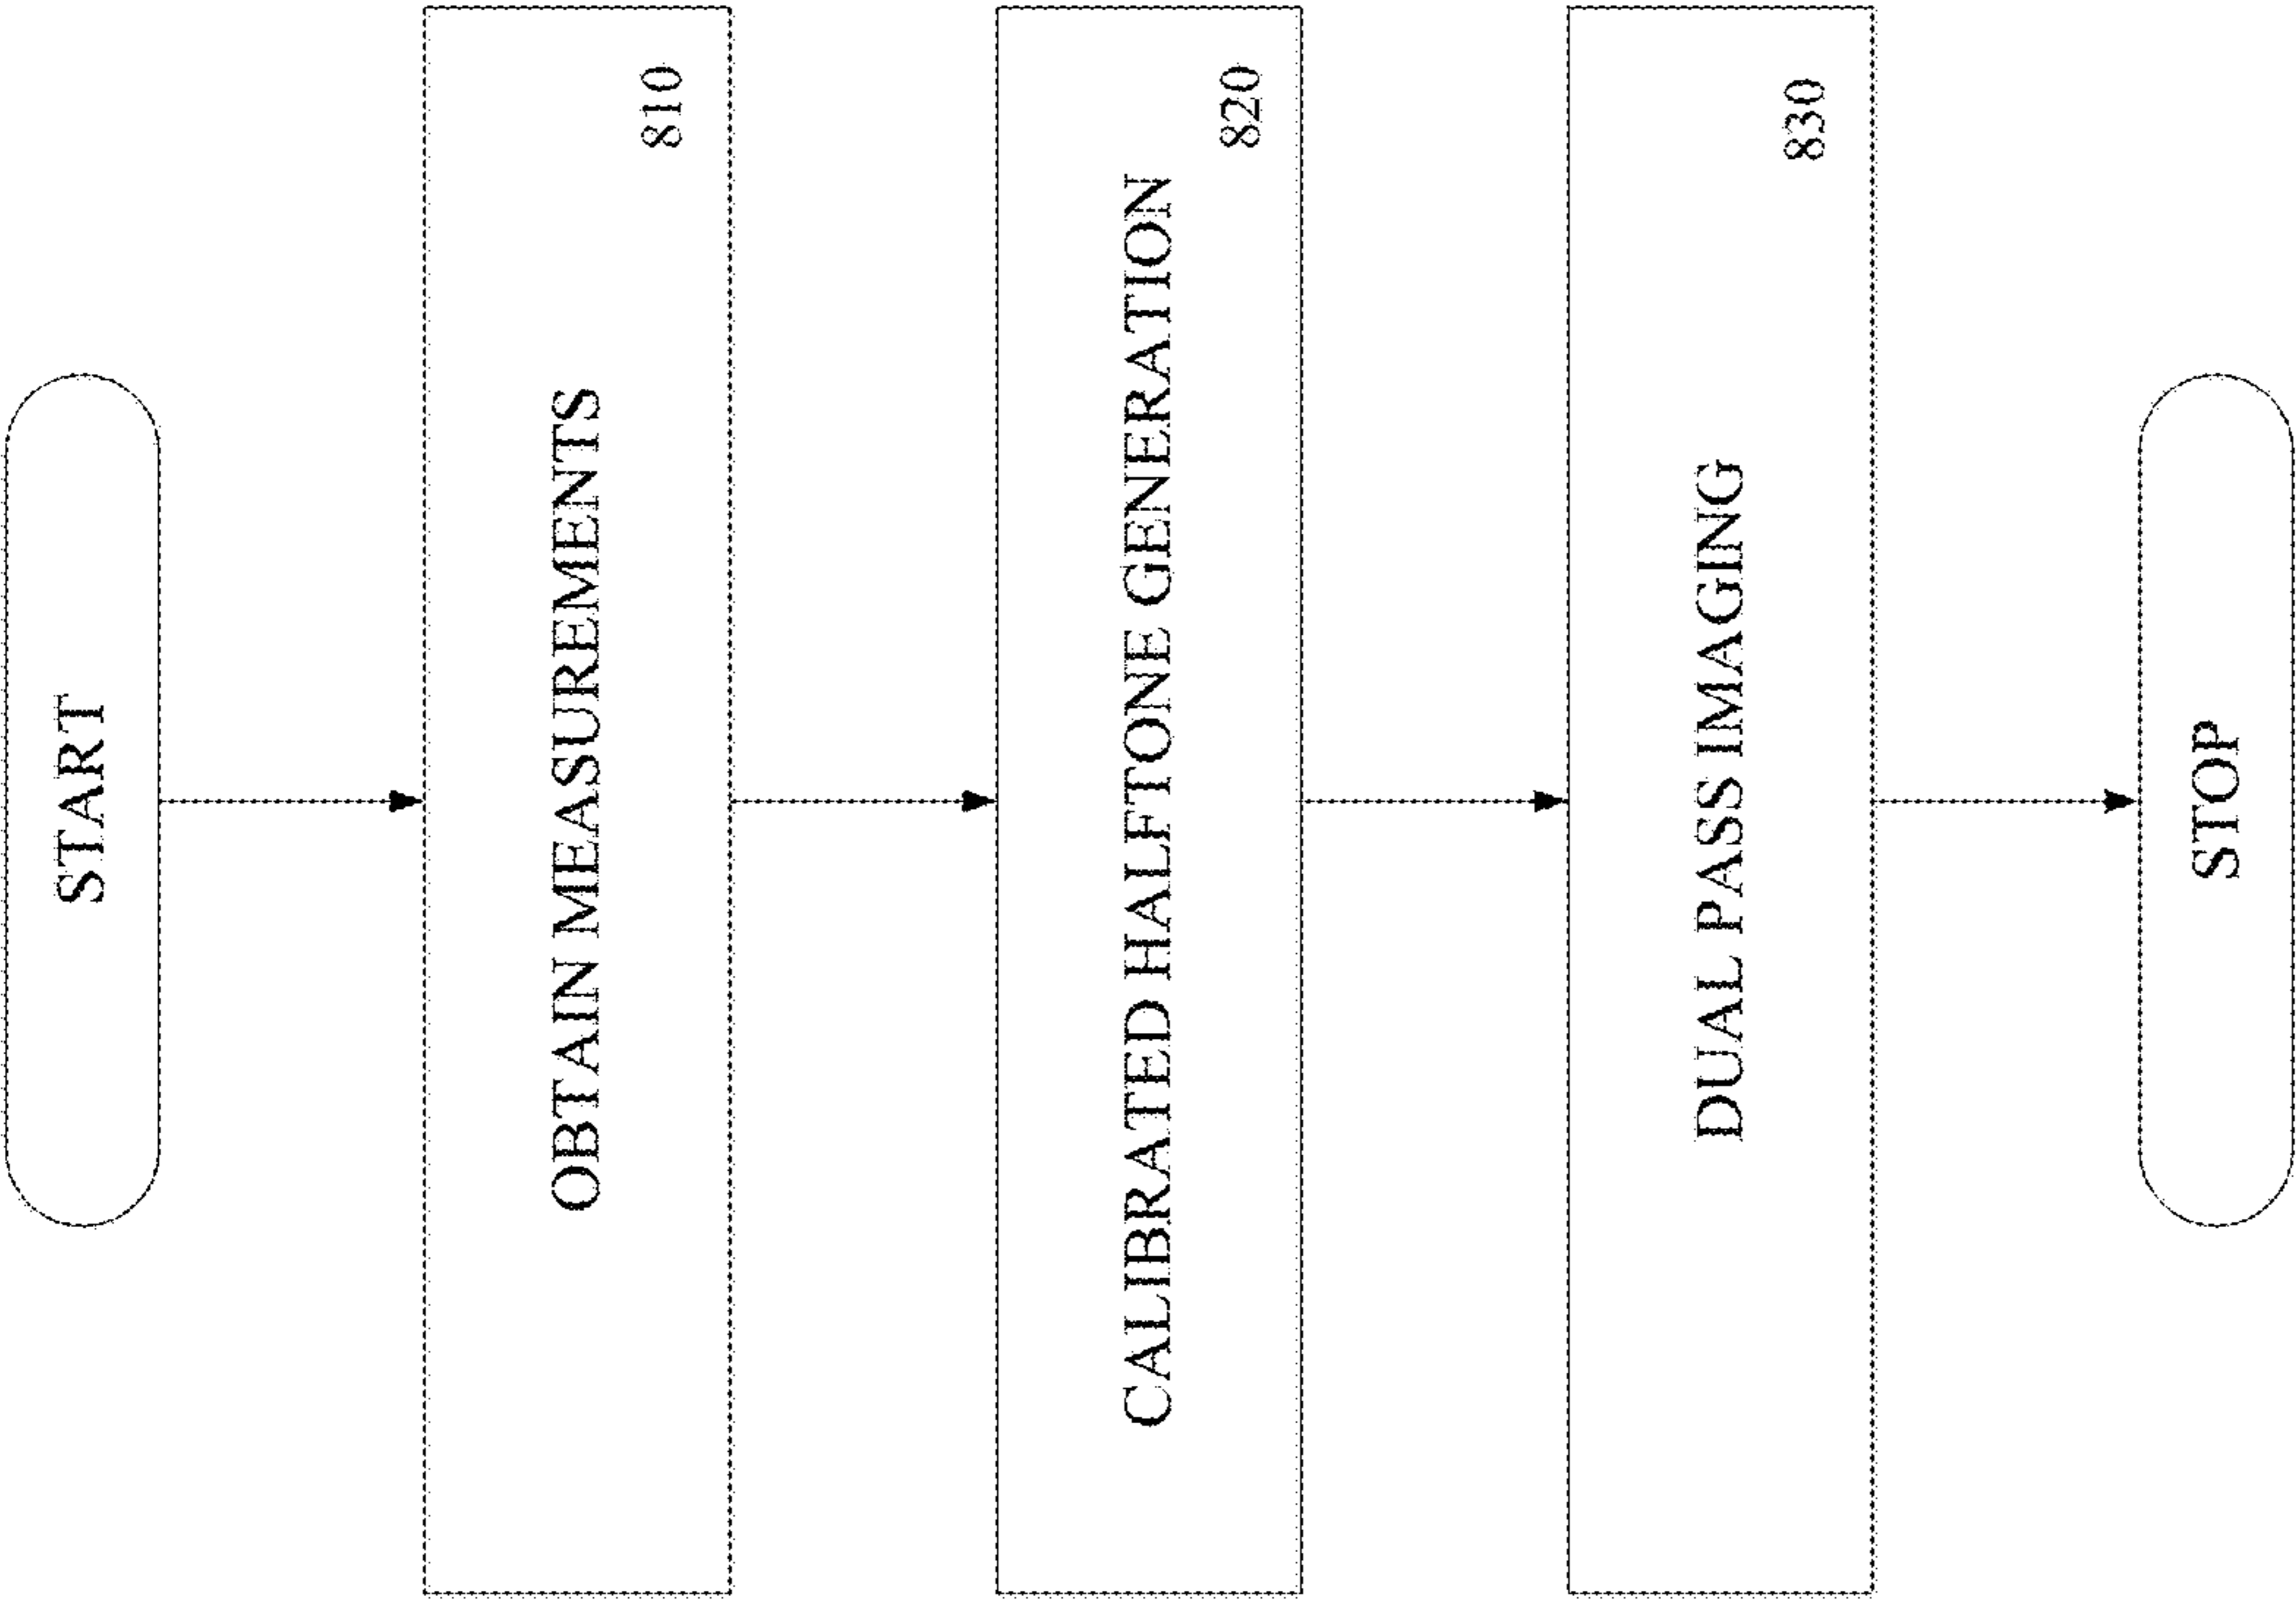 START
OBTAIN MEASUREMENTS
810
CALIBRATED HALFTONE GENERATION
820
DUAL PASS IMAGING
830
STOP